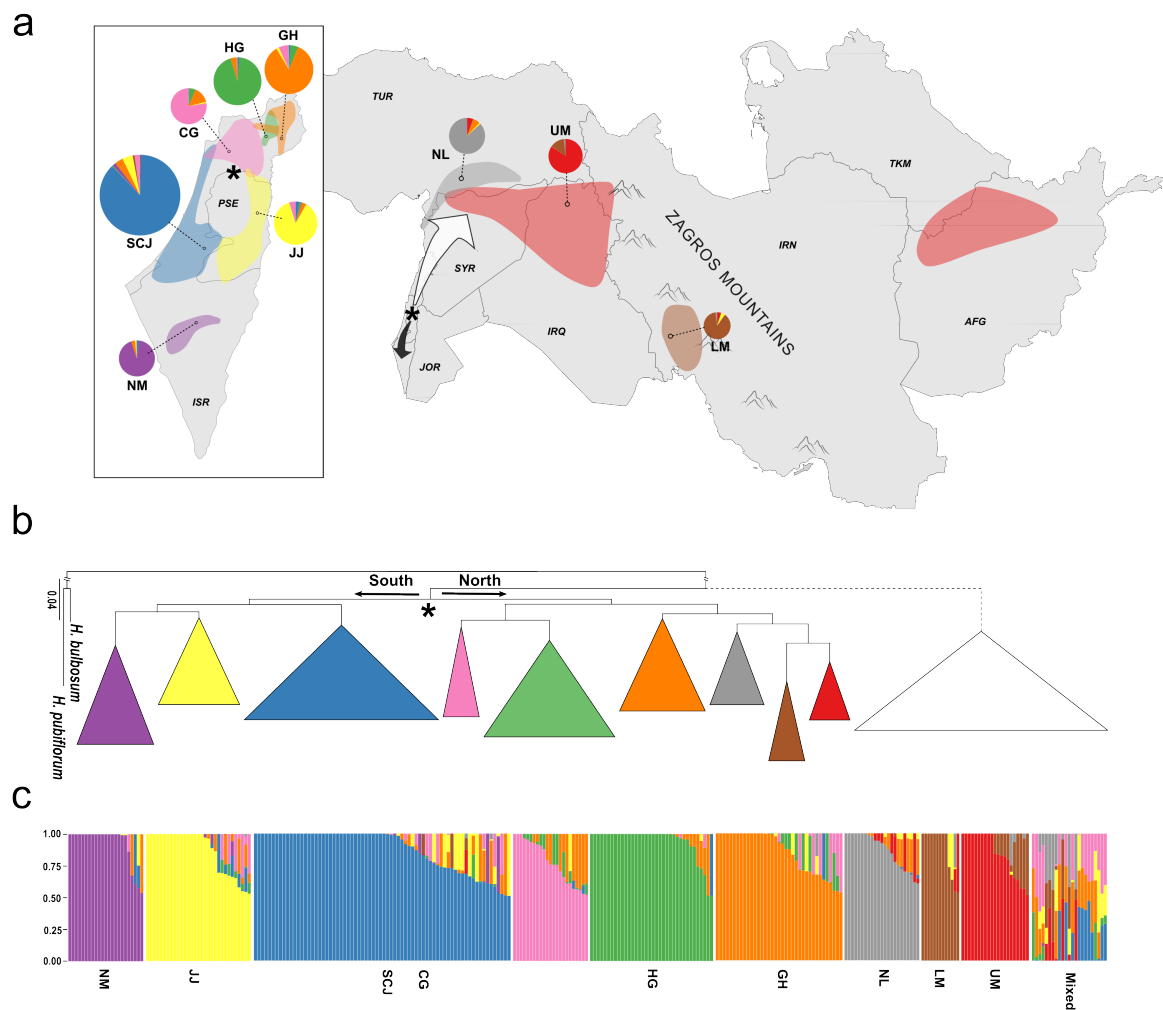 a
GH
HG
CG
TUR
NL
UM
TKM
*
PSE
SCJ
JJ
ZAGROS MOUNTAINS
IRN
SYR
*
IRQ
AFG
LM
JOR
NM
ISR
b
South
North
0.04
*
H. bulbosum
H. pubiflorum
c
1.00
0.75
0.50
0.25
0.00
NM
JJ
SCJ
CG
HG
GH
NL
LM
UM
Mixed